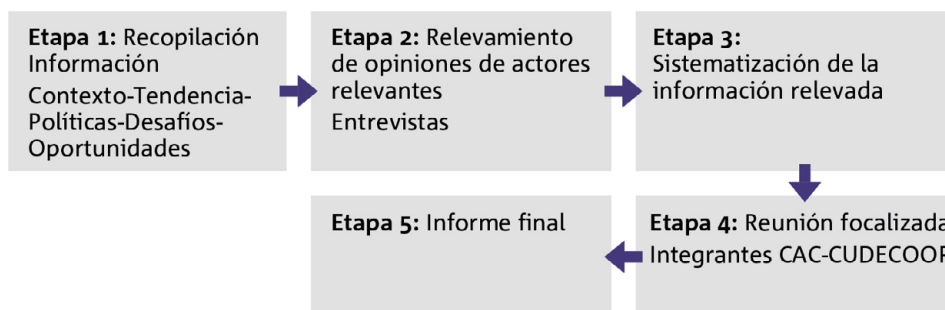 Etapa 1: Recopilación
Información
Contexto-Tendencia-
Políticas-Desafíos-
Oportunidades
Etapa 2: Relevamiento
de opiniones de actores
relevantes
Entrevistas
Etapa 3:
Sistematización de la
información relevada
Etapa 4: Reunión focalizada
Integrantes CAC-CUDECOOP
Etapa 5: Informe final